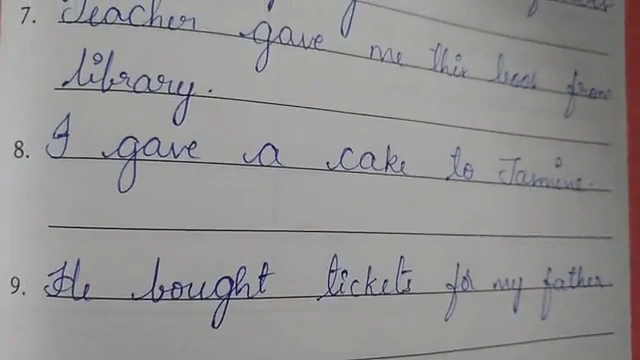 7. Teacher gave me this book from
library.
8. I gave a cake to
9. He bought tickets for my father